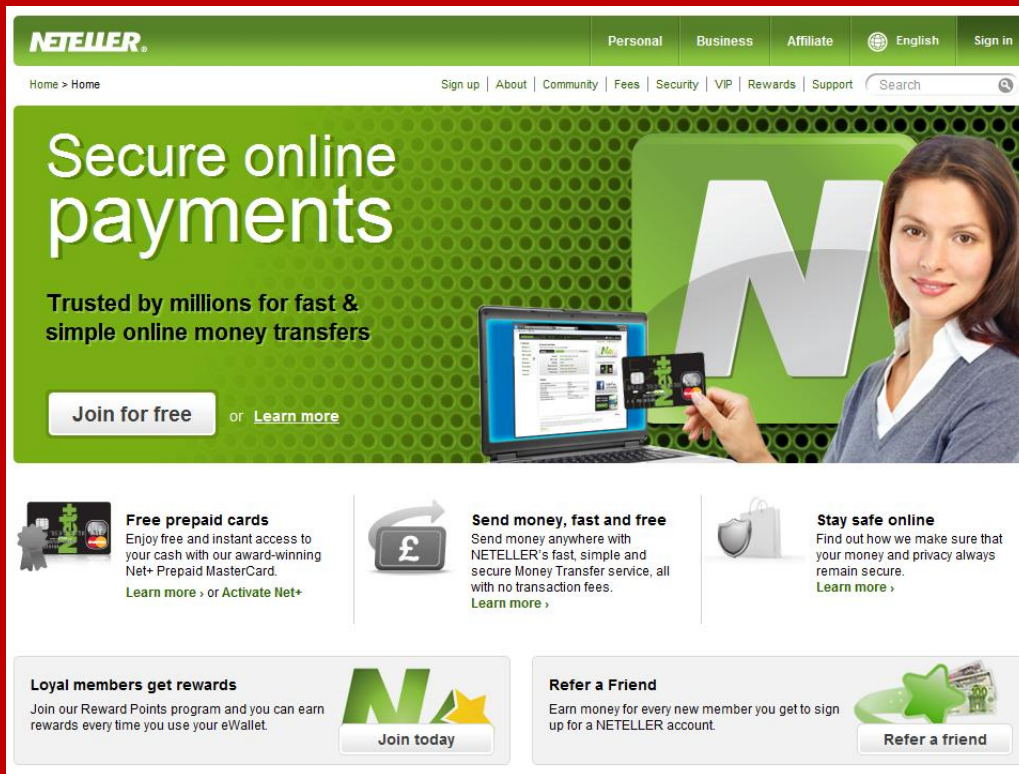 NETELLER®
Personal Business Affiliate English Sign in
Home > Home
Sign up | About | Community | Fees | Security | VIP | Rewards | Support Search
Secure online
payments
Trusted by millions for fast &
simple online money transfers
Join for free or Learn more
N
Net+
Free prepaid cards
Enjoy free and instant access to
your cash with our award-winning
Net+ Prepaid MasterCard.
Learn more › or Activate Net+
£
Send money, fast and free
Send money anywhere with
NETELLER's fast, simple and
secure Money Transfer service, all
with no transaction fees.
Learn more ›
Stay safe online
Find out how we make sure that
your money and privacy always
remain secure.
Learn more ›
Loyal members get rewards
Join our Reward Points program and you can earn
rewards every time you use your eWallet.
N
Join today
Refer a Friend
Earn money for every new member you get to sign
up for a NETELLER account.
100
Refer a friend